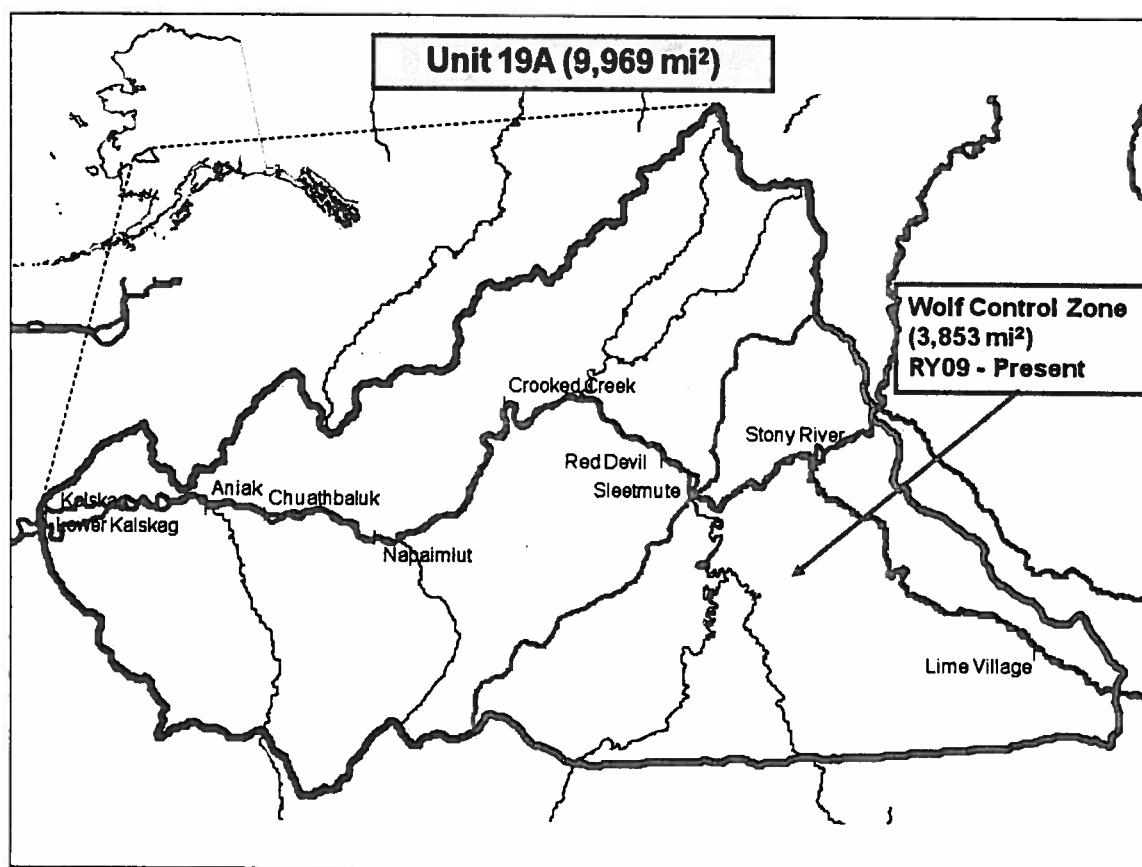 Unit 19A (9,969 mi²)
Wolf Control Zone
(3,853 mi²)
RY09 - Present
Crooked Creek
Stony River
Red Devil
Sleetmute
Aniak
Chuathbaluk
Kalskag
Lower Kalskag
Napaimiut
Lime Village